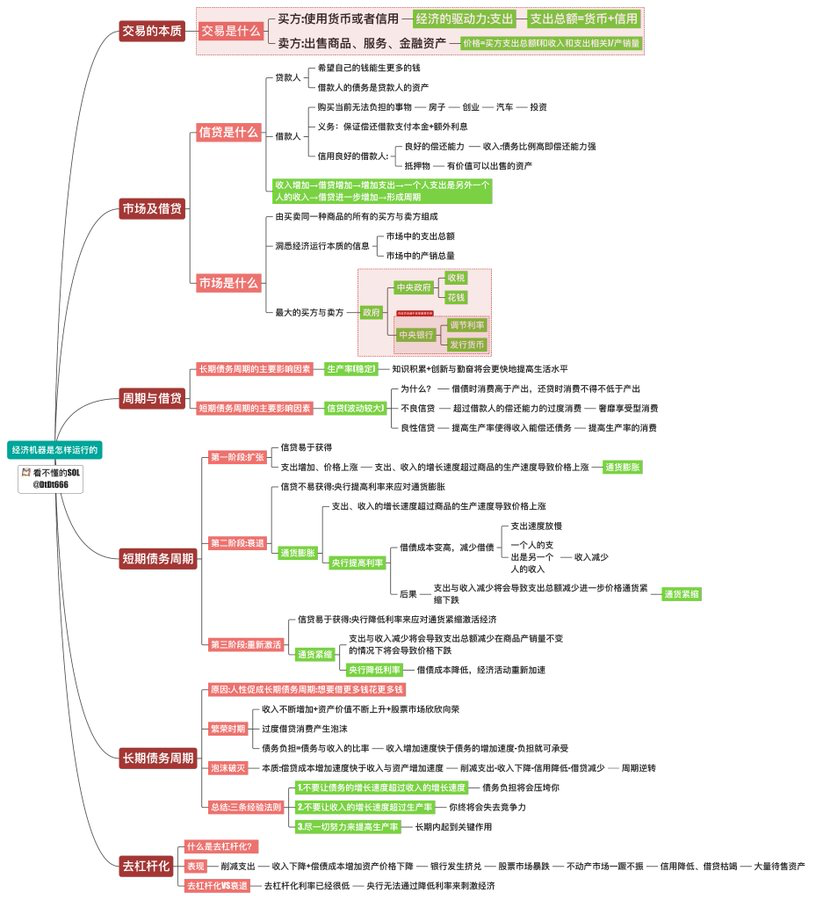 交易的本质
交易是什么
买方:使用货币或者信用
经济的驱动力:支出
支出总额=货币+信用
卖方:出售商品、服务、金融资产
价格=买方支出总额(和收入和支出相关)/产销量
市场及借贷
信贷是什么
贷款人
希望自己的钱能生更多的钱
借款人的债务是贷款人的资产
借款人
购买当前无法负担的事物
房子
创业
汽车
投资
义务：保证偿还借款支付本金+额外利息
信用良好的借款人:
良好的偿还能力
收入:债务比例高即偿还能力强
抵押物
有价值可以出售的资产
收入增加→借贷增加→增加支出→一个人支出是另外一个
人的收入→借贷进一步增加→形成周期
市场是什么
由买卖同一种商品的所有的买方与卖方组成
洞悉经济运行本质的信息
市场中的支出总额
市场中的产销总量
最大的买方与卖方
政府
中央政府
收税
花钱
中央银行
调节利率
发行货币
周期与借贷
长期债务周期的主要影响因素
生产率(稳定)
知识积累+创新与勤奋将会更快地提高生活水平
短期债务周期的主要影响因素
信贷(波动较大)
为什么？
借债时消费高于产出，还贷时消费不得不低于产出
不良信贷
超过借款人的偿还能力的过度消费
奢靡享受型消费
良性信贷
提高生产率使得收入能偿还债务
提高生产率的消费
经济机器是怎样运行的
看不懂的SOL
@DtDt666
短期债务周期
第一阶段:扩张
信贷易于获得
支出增加、价格上涨
支出、收入的增长速度超过商品的生产速度导致价格上涨
通货膨胀
第二阶段:衰退
信贷不易获得:央行提高利率来应对通货膨胀
通货膨胀
支出、收入的增长速度超过商品的生产速度导致价格上涨
央行提高利率
借债成本变高，减少借债
支出速度放慢
一个人的支
出是另一个
人的收入
收入减少
后果
支出与收入减少将会导致支出总额减少进一步价格通货紧
缩下跌
通货紧缩
第三阶段:重新激活
信贷易于获得:央行降低利率来应对通货紧缩激活经济
通货紧缩
支出与收入减少将会导致支出总额减少在商品产销量不变
的情况下将会导致价格下跌
央行降低利率
借债成本降低，经济活动重新加速
长期债务周期
原因:人性促成长期债务周期:想要借更多钱花更多钱
繁荣时期
收入不断增加+资产价值不断上升+股票市场欣欣向荣
过度借贷消费产生泡沫
债务负担=债务与收入的比率
收入增加速度快于债务的增加速度-负担就可承受
泡沫破灭
本质:偿贷成本增加速度快于收入与资产增加速度
削减支出-收入下降-信用降低-借贷减少
周期逆转
总结:三条经验法则
1.不要让债务的增长速度超过收入的增长速度
债务负担将会压垮你
2.不要让收入的增长速度超过生产率
你终将会失去竞争力
3.尽一切努力来提高生产率
长期内起到关键作用
去杠杆化
什么是去杠杆化？
表现
削减支出
收入下降+偿债成本增加资产价格下降
银行发生挤兑
股票市场暴跌
不动产市场一蹶不振
信用降低、借贷枯竭
大量待售资产
去杠杆化VS衰退
去杠杆化利率已经很低
央行无法通过降低利率来刺激经济